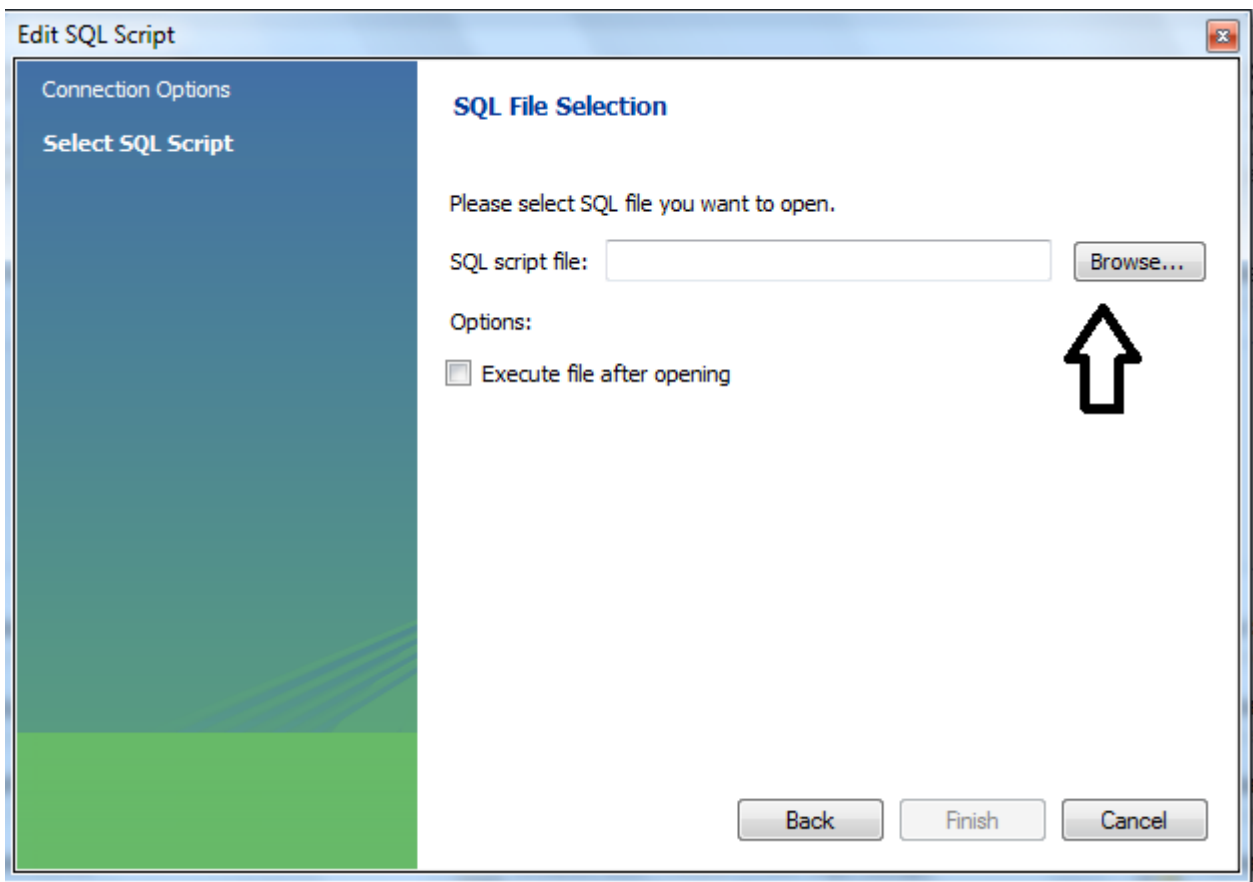 Edit SQL Script
Connection Options
Select SQL Script
SQL File Selection
Please select SQL file you want to open.
SQL script file:
Browse...
Options:
Execute file after opening
Back
Finish
Cancel